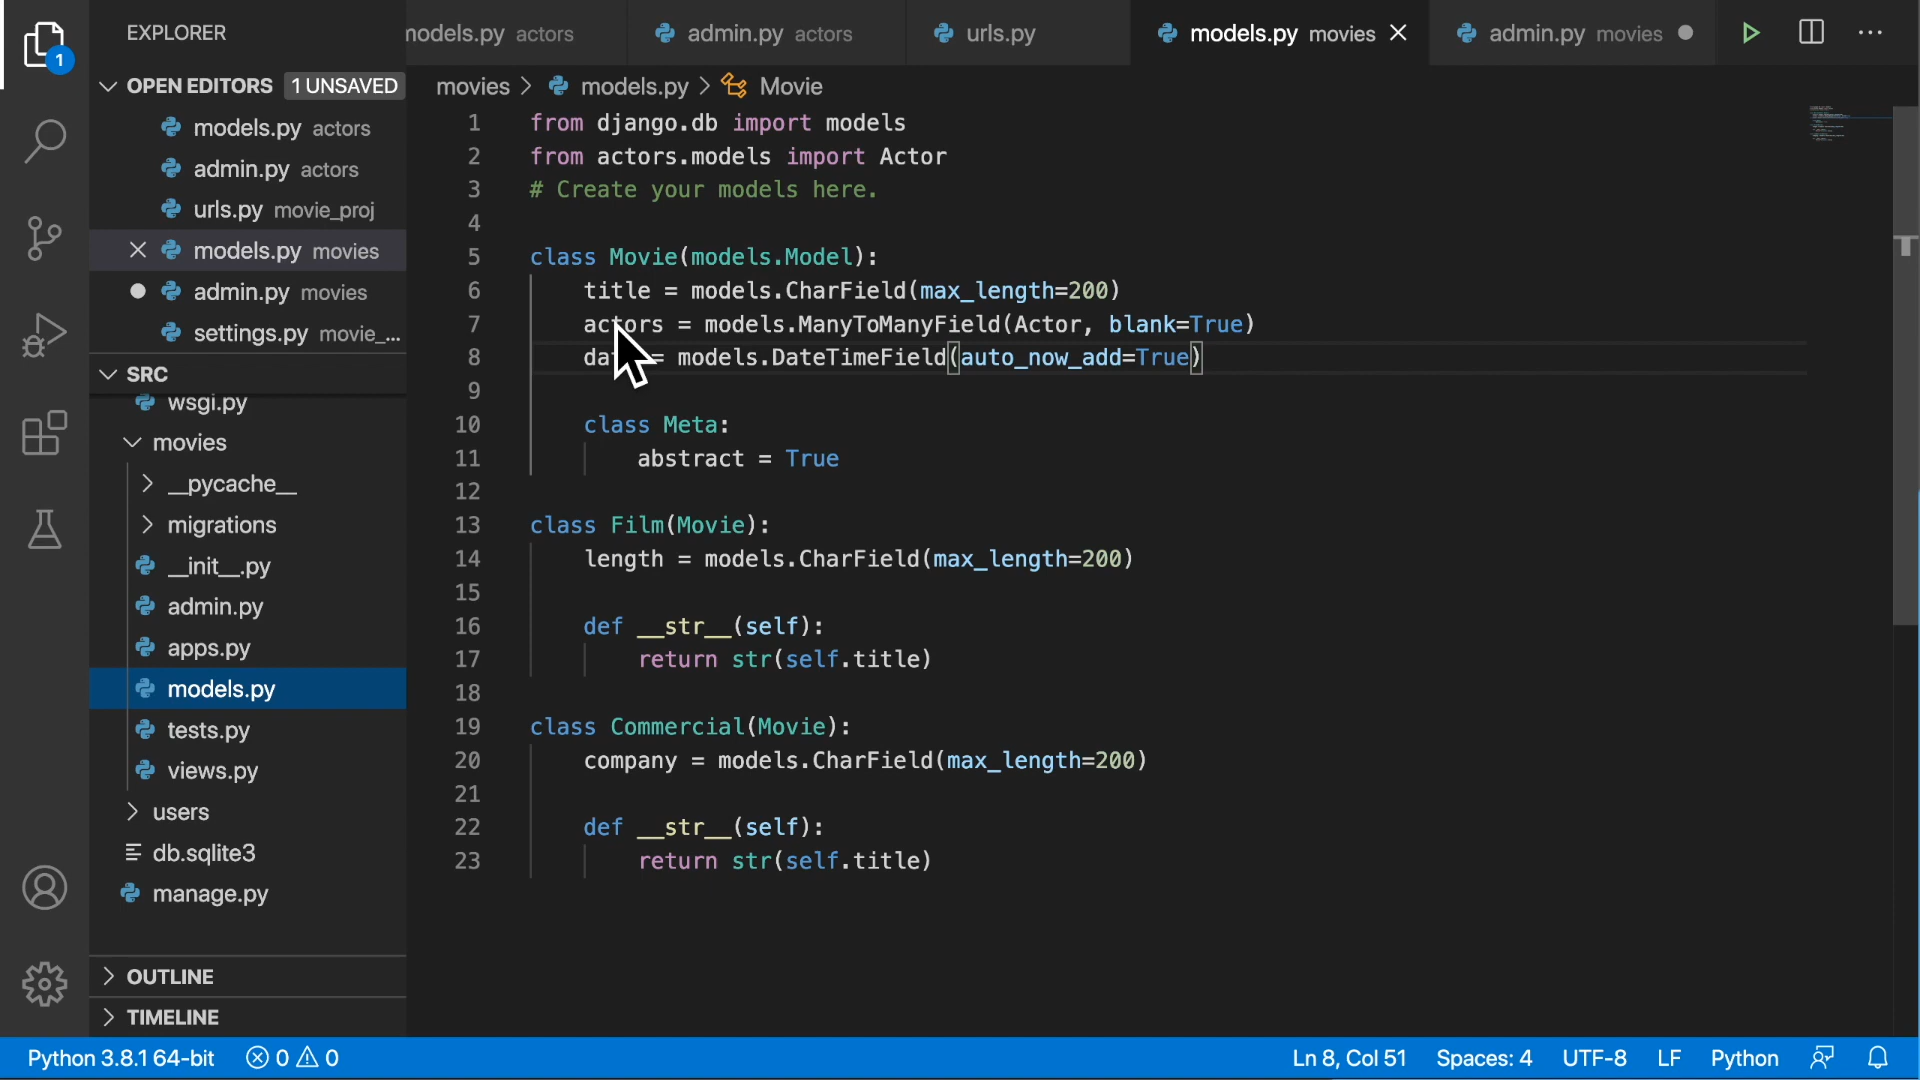 EXPLORER
OPEN EDITORS 1 UNSAVED
models.py actors
admin.py actors
urls.py movie_proj
models.py movies
admin.py movies
settings.py movie_...
SRC
wsgi.py
movies
__pycache__
migrations
__init__.py
admin.py
apps.py
models.py
tests.py
views.py
users
db.sqlite3
manage.py
OUTLINE
TIMELINE
1
models.py actors
admin.py actors
urls.py
models.py movies
admin.py movies
movies > models.py > Movie
1 from django.db import models
2 from actors.models import Actor
3 # Create your models here.
4
5 class Movie(models.Model):
6 title = models.CharField(max_length=200)
7 actors = models.ManyToManyField(Actor, blank=True)
8 = models.DateTimeField(auto_now_add=True)
9
10 class Meta:
11 abstract = True
12
13 class Film(Movie):
14 length = models.CharField(max_length=200)
15
16 def __str__(self):
17 return str(self.title)
18
19 class Commercial(Movie):
20 company = models.CharField(max_length=200)
21
22 def __str__(self):
23 return str(self.title)
Python 3.8.1 64-bit 0 0 Ln 8, Col 51 Spaces: 4 UTF-8 LF Python